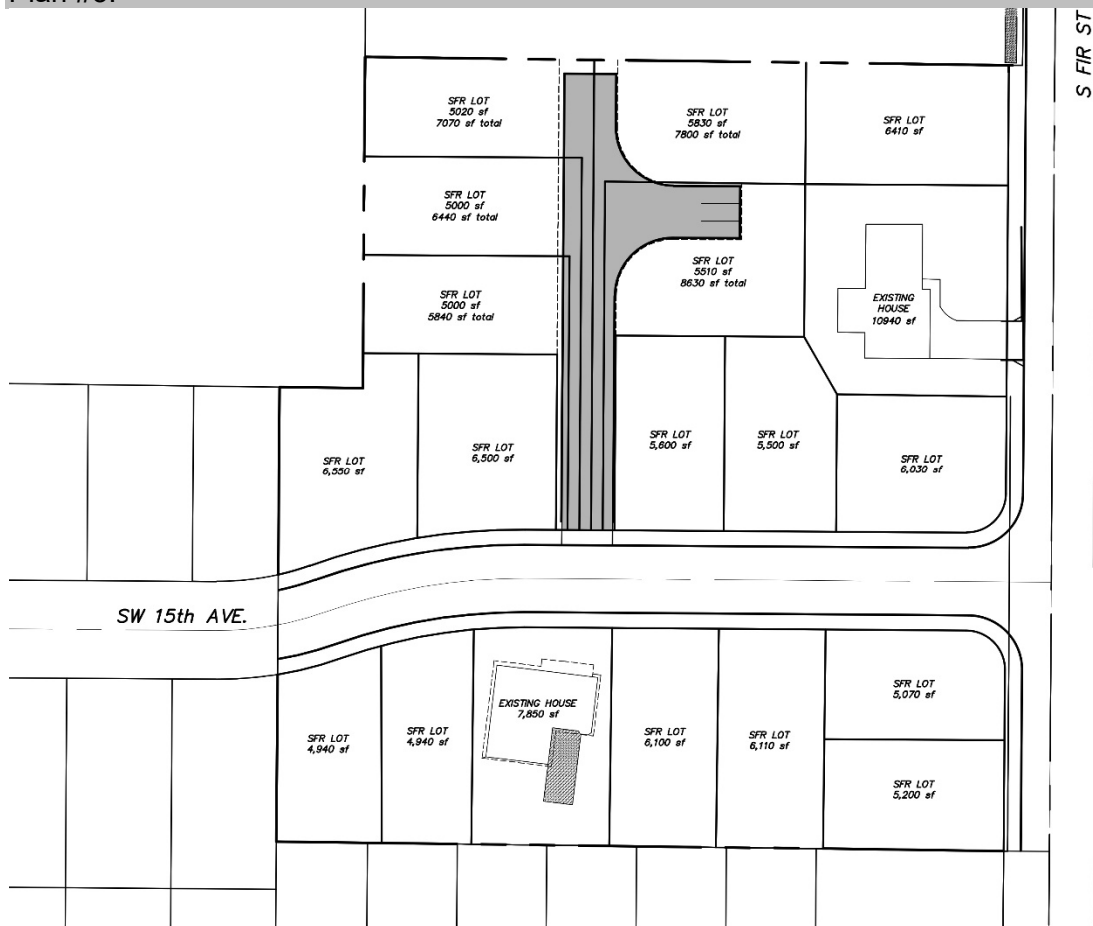 S FIR ST
SFR LOT
5020 sf
7070 sf total
SFR LOT
5830 sf
7800 sf total
SFR LOT
6410 sf
SFR LOT
5000 sf
6440 sf total
SFR LOT
5000 sf
5840 sf total
SFR LOT
5510 sf
8630 sf total
EXISTING
HOUSE
10940 sf
SFR LOT
6,550 sf
SFR LOT
6,500 sf
SFR LOT
5,600 sf
SFR LOT
5,500 sf
SFR LOT
6,030 sf
SW 15th AVE.
SFR LOT
4,940 sf
SFR LOT
4,940 sf
EXISTING HOUSE
7,850 sf
SFR LOT
6,100 sf
SFR LOT
6,110 sf
SFR LOT
5,070 sf
SFR LOT
5,200 sf